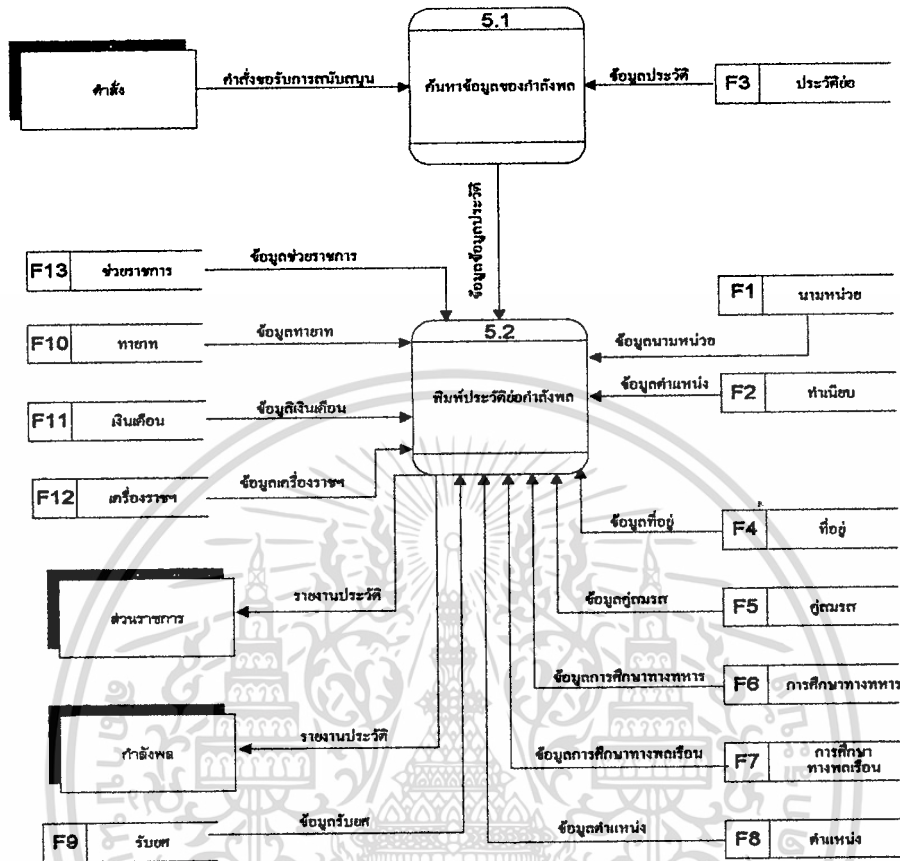 5.1
คำสั่ง
คำสั่งขอรับการสนับสนุน
ค้นหาข้อมูลของกำลังพล
ข้อมูลประวัติ
F3 ประวัติย่อ
ข้อมูลข้อมูลประวัติ
F13 ช่วยราชการ
ข้อมูลช่วยราชการ
F1 นามหน่วย
F10 ทายาท
ข้อมูลทายาท
5.2
ข้อมูลนามหน่วย
พิมพ์ประวัติย่อกำลังพล
ข้อมูลตำแหน่ง
F2 ทำเนียบ
F11 เงินเดือน
ข้อมูลเงินเดือน
F12 เครื่องราชฯ
ข้อมูลเครื่องราชฯ
ข้อมูลที่อยู่
F4 ที่อยู่
ส่วนราชการ
รายงานประวัติ
ข้อมูลคู่สมรส
F5 คู่สมรส
ข้อมูลการศึกษาทางทหาร
F6 การศึกษาทางทหาร
กำลังพล
รายงานประวัติ
ข้อมูลการศึกษาทางพลเรือน
F7 การศึกษา
ทางพลเรือน
F9 รับยศ
ข้อมูลรับยศ
ข้อมูลตำแหน่ง
F8 ตำแหน่ง